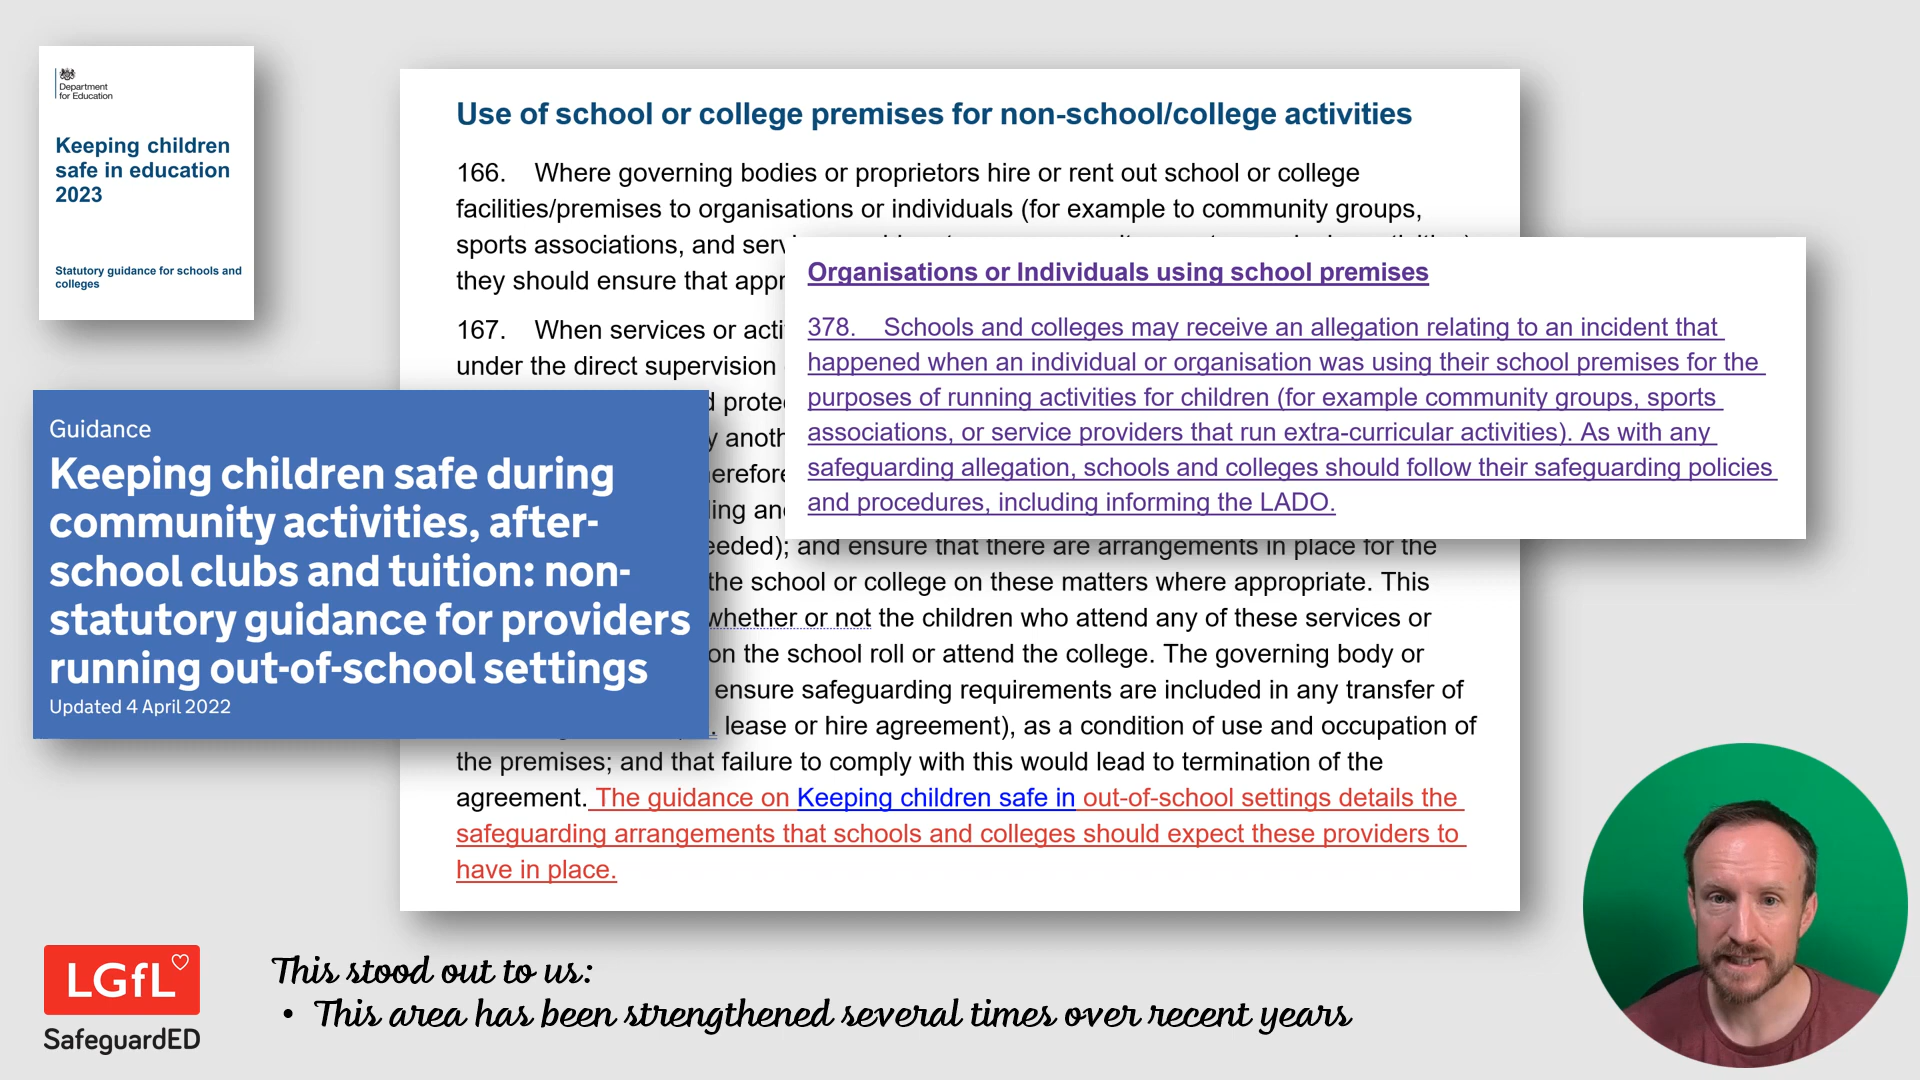 Department
for Education
Keeping children
safe in education
2023
Statutory guidance for schools and
colleges
Use of school or college premises for non-school/college activities
166. Where governing bodies or proprietors hire or rent out school or college
facilities/premises to organisations or individuals (for example to community groups,
sports associations, and
they should ensure that
167. When services or
under the direct supervision
Organisations or Individuals using school premises
378. Schools and colleges may receive an allegation relating to an incident that
happened when an individual or organisation was using their school premises for the
purposes of running activities for children (for example community groups, sports
associations, or service providers that run extra-curricular activities). As with any
safeguarding allegation, schools and colleges should follow their safeguarding policies
and procedures, including informing the LADO.
Guidance
Keeping children safe during
community activities, after-
school clubs and tuition: non-
statutory guidance for providers
running out-of-school settings
Updated 4 April 2022
and ensure that there are arrangements in place for the
the school or college on these matters where appropriate. This
whether or not the children who attend any of these services or
on the school roll or attend the college. The governing body or
ensure safeguarding requirements are included in any transfer of
lease or hire agreement), as a condition of use and occupation of
the premises; and that failure to comply with this would lead to termination of the
agreement. The guidance on Keeping children safe in out-of-school settings details the
safeguarding arrangements that schools and colleges should expect these providers to
have in place.
LGfL
SafeguardED
This stood out to us:
• This area has been strengthened several times over recent years